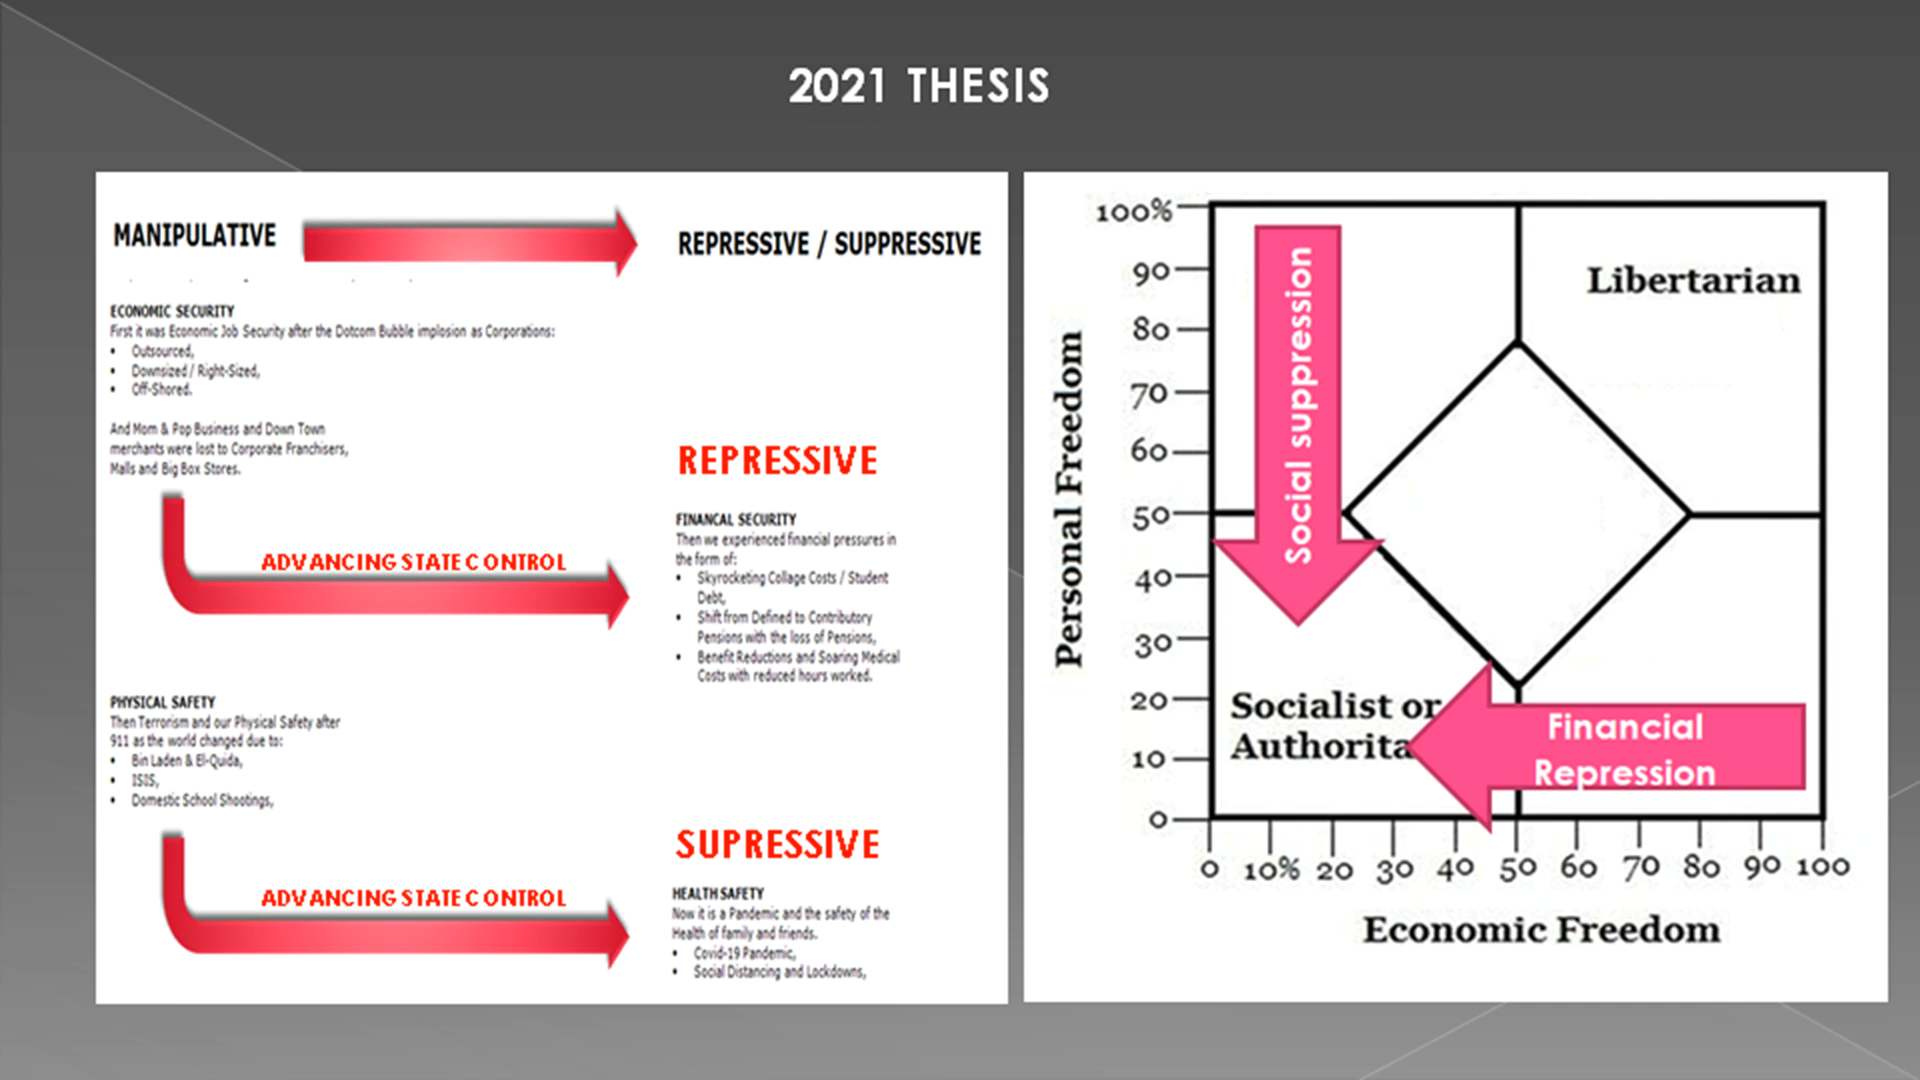 2021 THESIS
MANIPULATIVE
REPRESSIVE / SUPPRESSIVE
ECONOMIC SECURITY
First it was Economic Job Security after the Dotcom Bubble implosion as Corporations:
• Outsourced,
• Downsized / Right-Sized,
• Off-Shored.
And Mom & Pop Business and Down Town
merchants were lost to Corporate Franchisers,
Malls and Big Box Stores.
ADVANCING STATE CONTROL
REPRESSIVE
FINANCAL SECURITY
Then we experienced financial pressures in
the form of:
• Skyrocketing Collage Costs / Student
Debt,
• Shift from Defined to Contributory
Pensions with the loss of Pensions,
• Benefit Reductions and Soaring Medical
Costs with reduced hours worked.
PHYSICAL SAFETY
Then Terrorism and our Physical Safety after
911 as the world changed due to:
• Bin Laden & El-Quida,
• ISIS,
• Domestic School Shootings,
ADVANCING STATE CONTROL
SUPRESSIVE
HEALTH SAFETY
Now it is a Pandemic and the safety of the
Health of family and friends.
• Covid-19 Pandemic,
• Social Distancing and Lockdowns,
Personal Freedom
100%
90
80
70
60
50
40
30
20
10
0
Social suppression
Libertarian
Socialist or
Authorita
Financial
Repression
0 10% 20 30 40 50 60 70 80 90 100
Economic Freedom